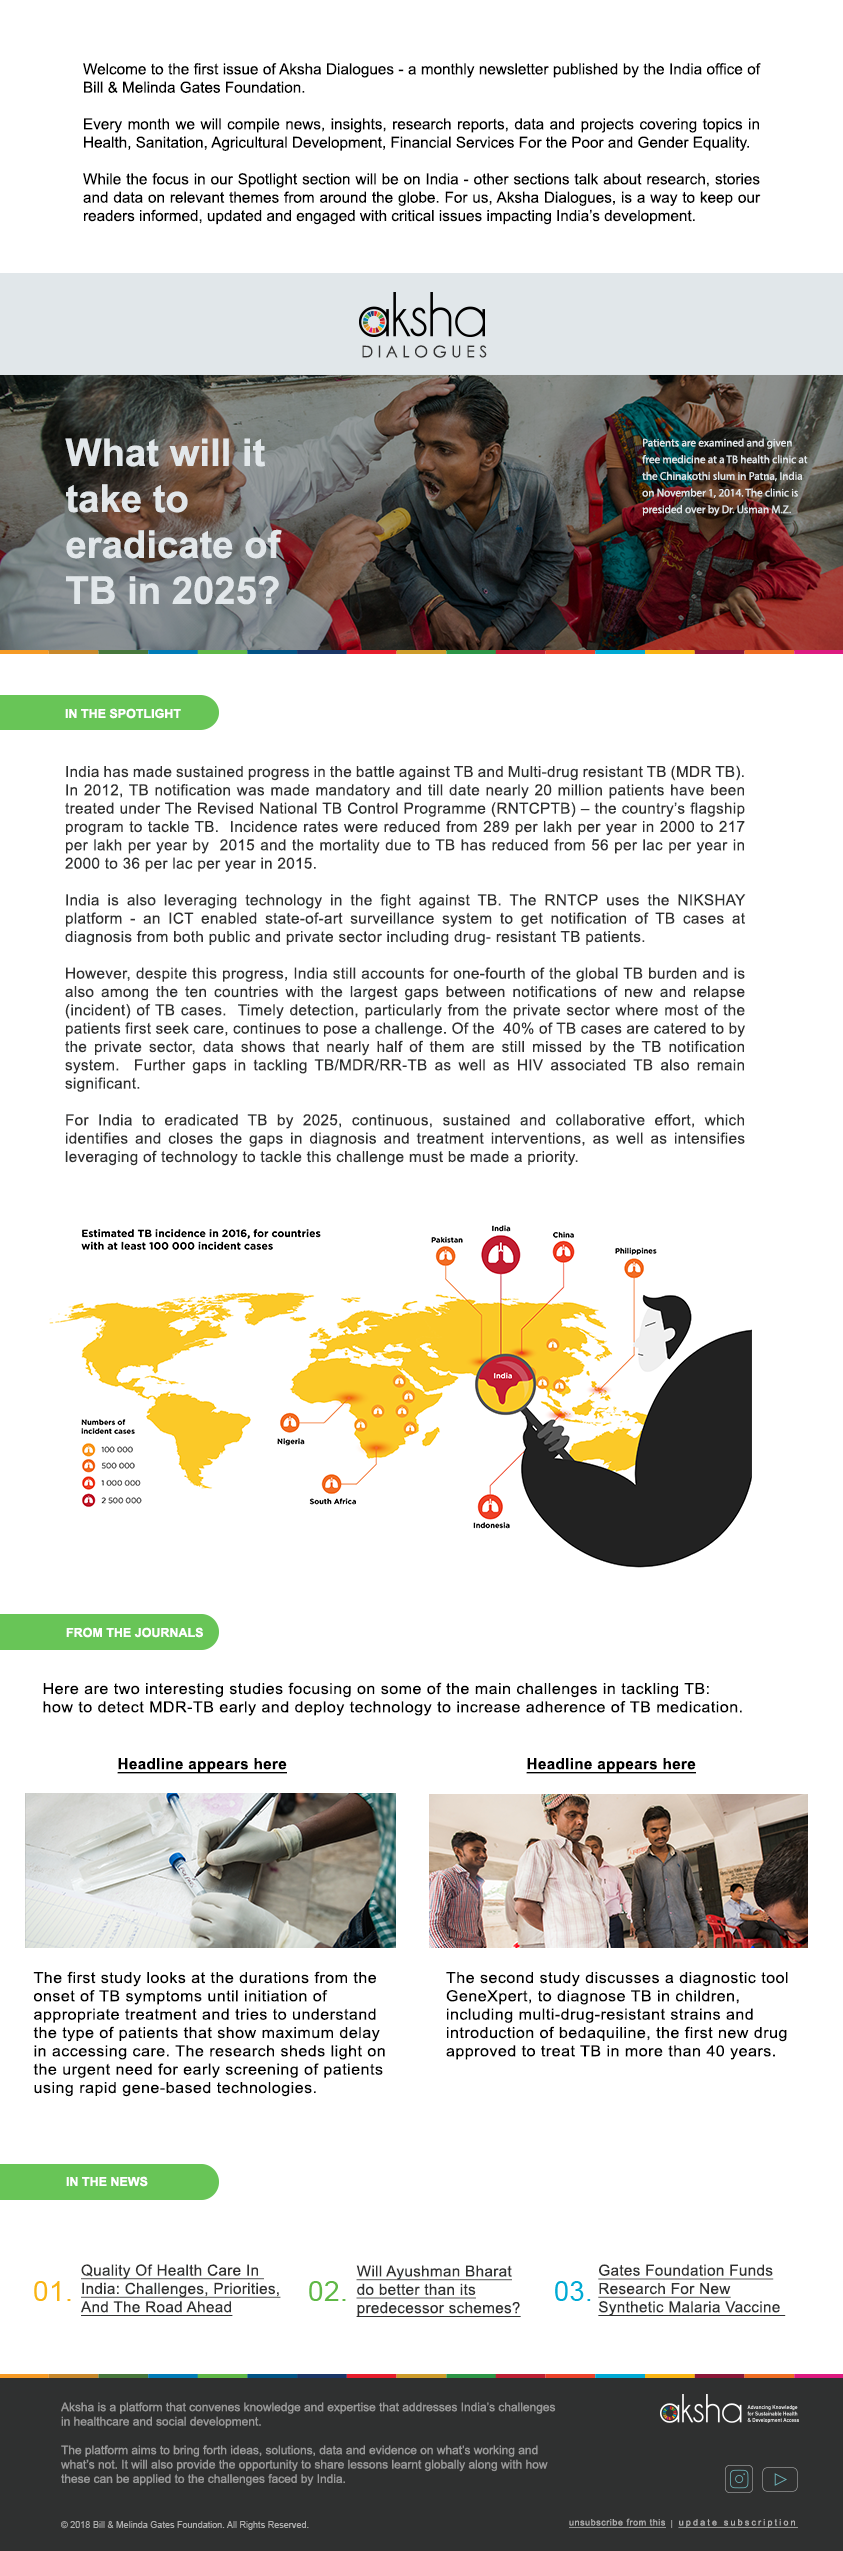 Welcome to the first issue of Aksha Dialogues - a monthly newsletter published by the India office of
Bill & Melinda Gates Foundation.
Every month we will compile news, insights, research reports, data and projects covering topics in
Health, Sanitation, Agricultural Development, Financial Services For the Poor and Gender Equality.
While the focus in our Spotlight section will be on India - other sections talk about research, stories
and data on relevant themes from around the globe. For us, Aksha Dialogues, is a way to keep our
readers informed, updated and engaged with critical issues impacting India's development.
aksha
DIALOGUES
What will it
take to
eradicate of
TB in 2025?
Patients are examined and given
free medicine at a TB health clinic at
the Chinakothi slum in Patna, India
on November 1, 2014. The clinic is
presided over by Dr. Usman M.Z.
IN THE SPOTLIGHT
India has made sustained progress in the battle against TB and Multi-drug resistant TB (MDR TB).
In 2012, TB notification was made mandatory and till date nearly 20 million patients have been
treated under The Revised National TB Control Programme (RNTCPTB) – the country's flagship
program to tackle TB. Incidence rates were reduced from 289 per lakh per year in 2000 to 217
per lakh per year by 2015 and the mortality due to TB has reduced from 56 per lac per year in
2000 to 36 per lac per year in 2015.
India is also leveraging technology in the fight against TB. The RNTCP uses the NIKSHAY
platform - an ICT enabled state-of-art surveillance system to get notification of TB cases at
diagnosis from both public and private sector including drug- resistant TB patients.
However, despite this progress, India still accounts for one-fourth of the global TB burden and is
also among the ten countries with the largest gaps between notifications of new and relapse
(incident) of TB cases. Timely detection, particularly from the private sector where most of the
patients first seek care, continues to pose a challenge. Of the 40% of TB cases are catered to by
the private sector, data shows that nearly half of them are still missed by the TB notification
system. Further gaps in tackling TB/MDR/RR-TB as well as HIV associated TB also remain
significant.
For India to eradicated TB by 2025, continuous, sustained and collaborative effort, which
identifies and closes the gaps in diagnosis and treatment interventions, as well as intensifies
leveraging of technology to tackle this challenge must be made a priority.
Estimated TB incidence in 2016, for countries
with at least 100 000 incident cases
Pakistan
India
China
Philippines
India
Numbers of
incident cases
100 000
500 000
1 000 000
2 500 000
Nigeria
South Africa
Indonesia
FROM THE JOURNALS
Here are two interesting studies focusing on some of the main challenges in tackling TB:
how to detect MDR-TB early and deploy technology to increase adherence of TB medication.
Headline appears here
The first study looks at the durations from the
onset of TB symptoms until initiation of
appropriate treatment and tries to understand
the type of patients that show maximum delay
in accessing care. The research sheds light on
the urgent need for early screening of patients
using rapid gene-based technologies.
Headline appears here
The second study discusses a diagnostic tool
GeneXpert, to diagnose TB in children,
including multi-drug-resistant strains and
introduction of bedaquiline, the first new drug
approved to treat TB in more than 40 years.
IN THE NEWS
01.
Quality Of Health Care In
India: Challenges, Priorities,
And The Road Ahead
02.
Will Ayushman Bharat
do better than its
predecessor schemes?
03.
Gates Foundation Funds
Research For New
Synthetic Malaria Vaccine
Aksha is a platform that convenes knowledge and expertise that addresses India's challenges
in healthcare and social development.
The platform aims to bring forth ideas, solutions, data and evidence on what's working and
what's not. It will also provide the opportunity to share lessons learnt globally along with how
these can be applied to the challenges faced by India.
aksha
Advancing Knowledge
for Sustainable Health
& Development Access
© 2018 Bill & Melinda Gates Foundation. All Rights Reserved.
unsubscribe from this | update subscription